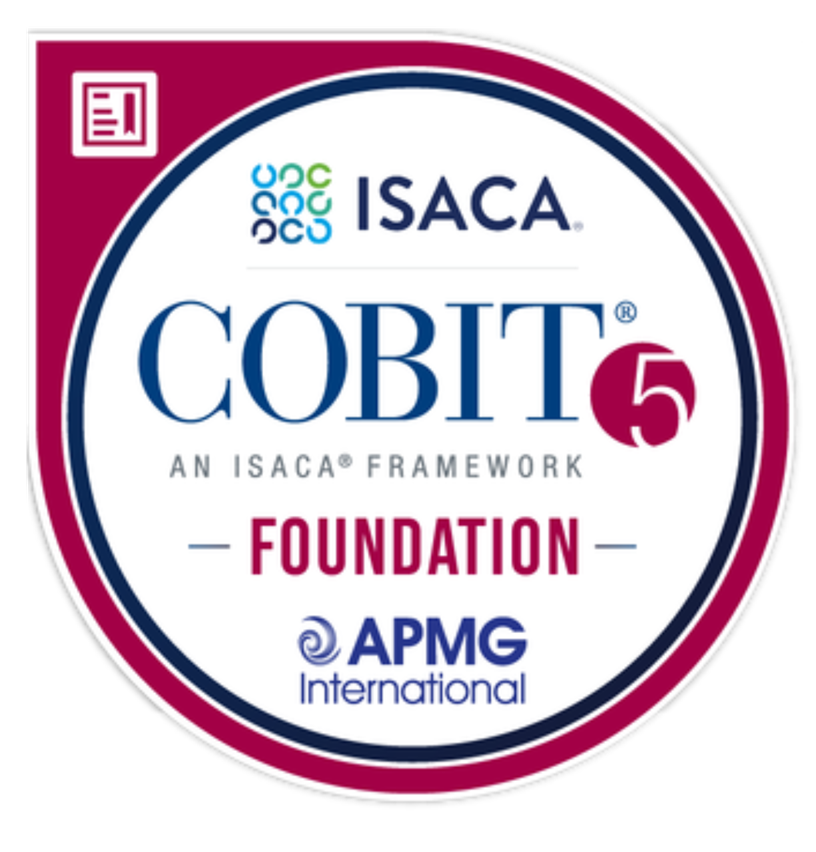 ISACA®
COBIT® 5
AN ISACA® FRAMEWORK
FOUNDATION
APMG
International